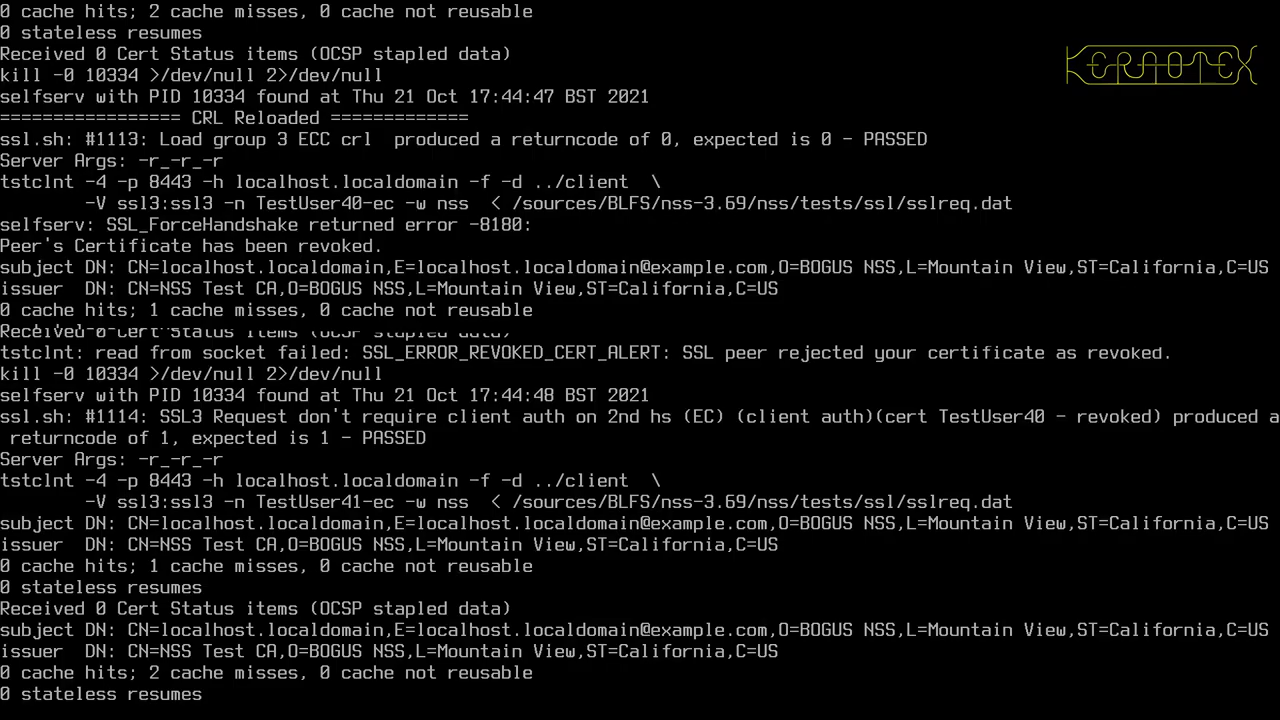 0 cache hits; 2 cache misses, 0 cache not reusable
0 stateless resumes
Received 0 Cert Status items (OCSP stapled data)
kill -0 10334 >/dev/null 2>/dev/null
selfserv with PID 10334 found at Thu 21 Oct 17:44:47 BST 2021
================= CRL Reloaded =============
ssl.sh: #1113: Load group 3 ECC crl  produced a returncode of 0, expected is 0 - PASSED
Server Args: -r_-r_-r
tstclnt -4 -p 8443 -h localhost.localdomain -f -d ../client  \
        -V ssl3:ssl3 -n TestUser40-ec -w nss  < /sources/BLFS/nss-3.69/nss/tests/ssl/sslreq.dat
selfserv: SSL_ForceHandshake returned error -8180:
Peer's Certificate has been revoked.
subject DN: CN=localhost.localdomain,E=localhost.localdomain@example.com,O=BOGUS NSS,L=Mountain View,ST=California,C=US
issuer  DN: CN=NSS Test CA,O=BOGUS NSS,L=Mountain View,ST=California,C=US
0 cache hits; 1 cache misses, 0 cache not reusable
Received 0 Cert Status items (OCSP stapled data)
tstclnt: read from socket failed: SSL_ERROR_REVOKED_CERT_ALERT: SSL peer rejected your certificate as revoked.
kill -0 10334 >/dev/null 2>/dev/null
selfserv with PID 10334 found at Thu 21 Oct 17:44:48 BST 2021
ssl.sh: #1114: SSL3 Request don't require client auth on 2nd hs (EC) (client auth)(cert TestUser40 - revoked) produced a
 returncode of 1, expected is 1 - PASSED
Server Args: -r_-r_-r
tstclnt -4 -p 8443 -h localhost.localdomain -f -d ../client  \
        -V ssl3:ssl3 -n TestUser41-ec -w nss  < /sources/BLFS/nss-3.69/nss/tests/ssl/sslreq.dat
subject DN: CN=localhost.localdomain,E=localhost.localdomain@example.com,O=BOGUS NSS,L=Mountain View,ST=California,C=US
issuer  DN: CN=NSS Test CA,O=BOGUS NSS,L=Mountain View,ST=California,C=US
0 cache hits; 1 cache misses, 0 cache not reusable
0 stateless resumes
Received 0 Cert Status items (OCSP stapled data)
subject DN: CN=localhost.localdomain,E=localhost.localdomain@example.com,O=BOGUS NSS,L=Mountain View,ST=California,C=US
issuer  DN: CN=NSS Test CA,O=BOGUS NSS,L=Mountain View,ST=California,C=US
0 cache hits; 2 cache misses, 0 cache not reusable
0 stateless resumes